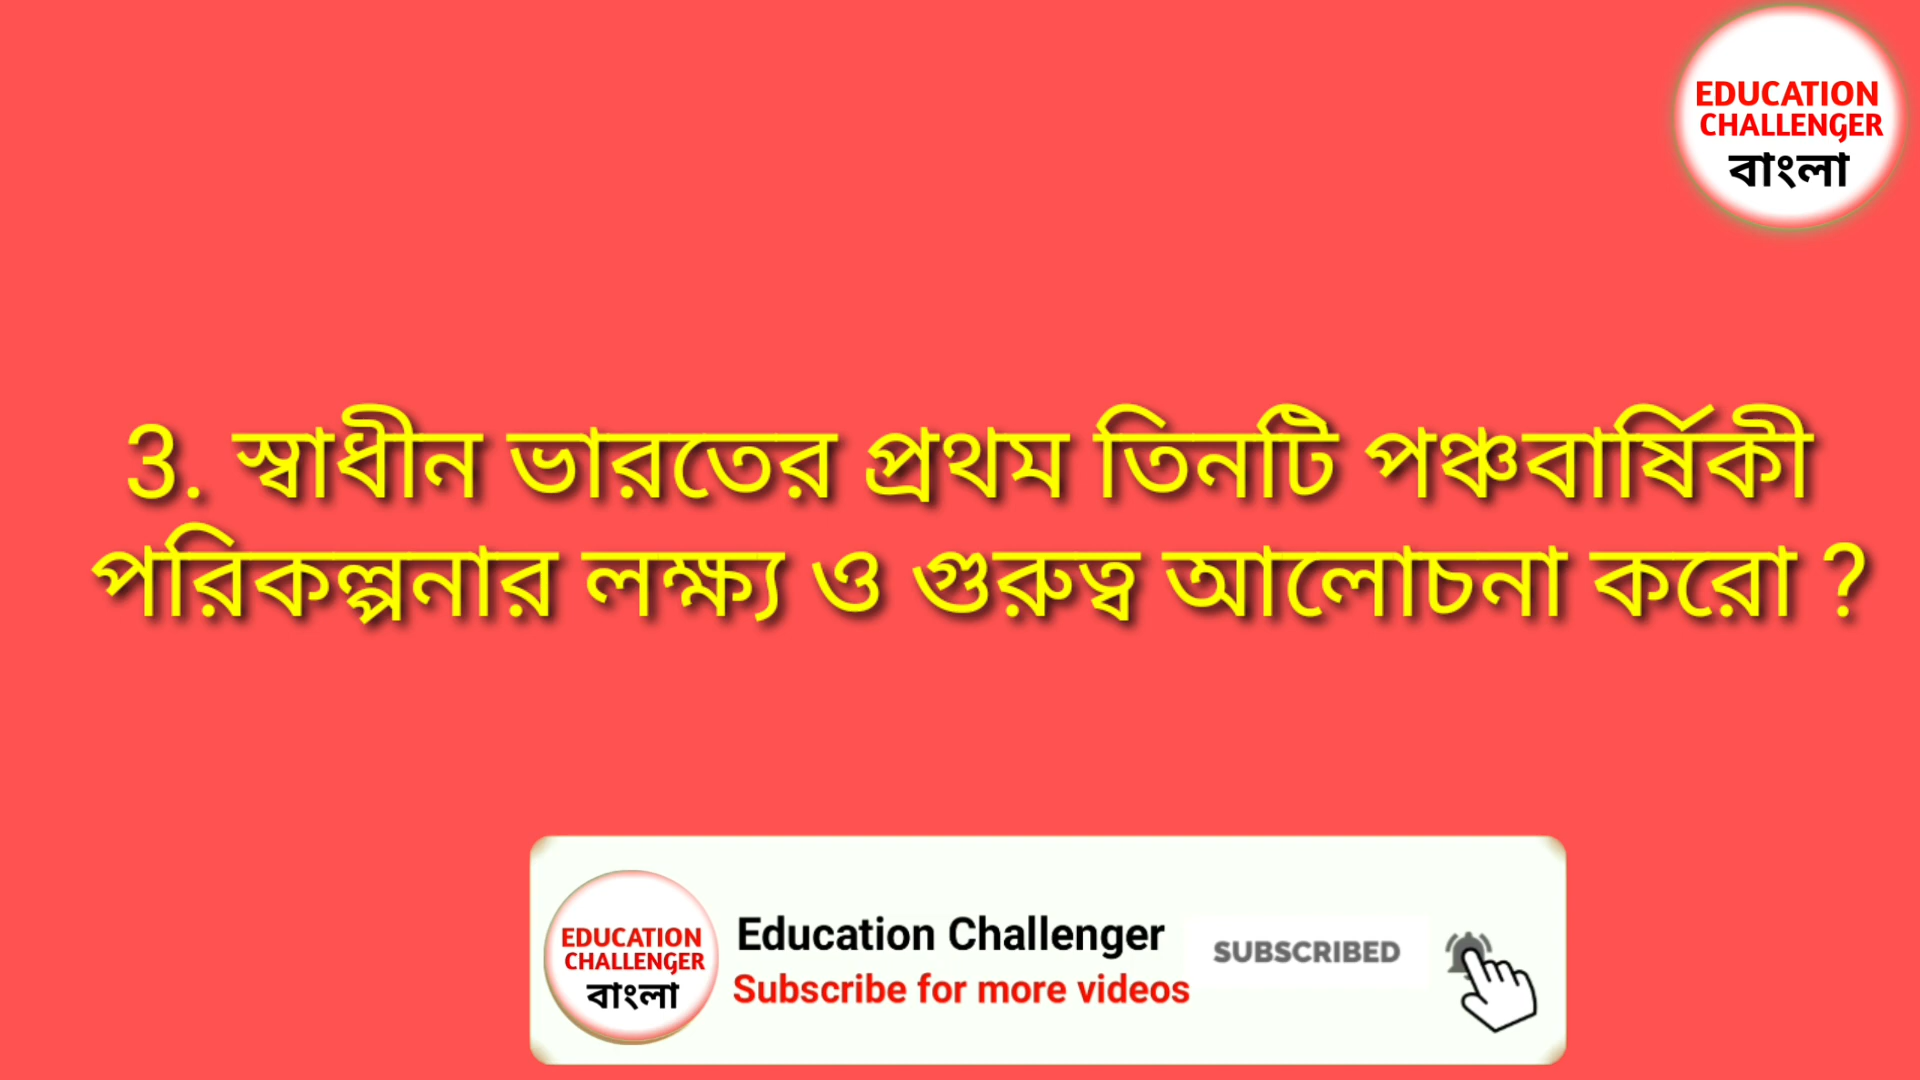 EDUCATION
CHALLENGER
বাংলা
3. স্বাধীন ভারতের প্রথম তিনটি পঞ্চবার্ষিকী
পরিকল্পনার লক্ষ্য ও গুরুত্ব আলোচনা করো ?
EDUCATION
CHALLENGER
বাংলা
Education Challenger
Subscribe for more videos
SUBSCRIBED